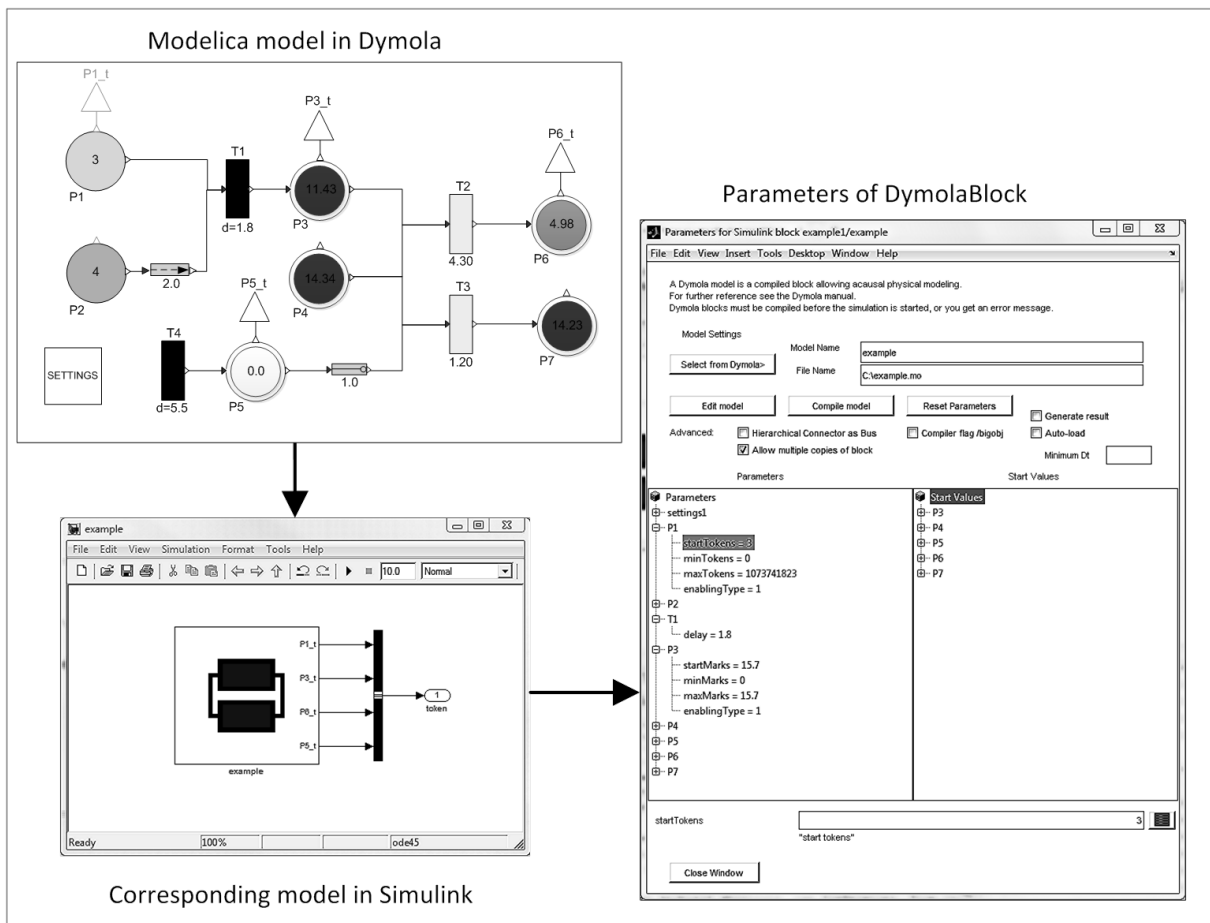 Modelica model in Dymola
P1_t
P3_t
P6_t
3
T1
11.43
T2
4.98
P1
d=1.8
P3
P6
4
2.0
P2
P5_t
14.34
P4
4.30
T3
14.23
P7
1.20
SETTINGS
T4
0.0
1.0
d=5.5
P5
Parameters of DymolaBlock
Parameters for Simulink block example1/example
File Edit View Insert Tools Desktop Window Help
A Dymola model is a compiled block allowing acausal physical modeling.
For further reference see the Dymola manual.
Dymola blocks must be compiled before the simulation is started, or you get an error message.
Model Settings
Select from Dymola>
Model Name
example
File Name
C:\example.mo
Edit model
Compile model
Reset Parameters
Generate result
Advanced:
Hierarchical Connector as Bus
Compiler flag /bigobj
Auto-load
Allow multiple copies of block
Minimum Dt
Parameters
Start Values
Parameters
settings1
P1
startTokens = 3
minTokens = 0
maxTokens = 1073741823
enablingType = 1
P2
T1
delay = 1.8
P3
startMarks = 15.7
minMarks = 0
maxMarks = 15.7
enablingType = 1
P4
P5
P6
P7
Start Values
P3
P4
P5
P6
P7
startTokens
3
"start tokens"
Close Window
example
File Edit View Simulation Format Tools Help
10.0
Normal
P1_t
P3_t
P6_t
P5_t
1
token
example
Ready
100%
ode45
Corresponding model in Simulink